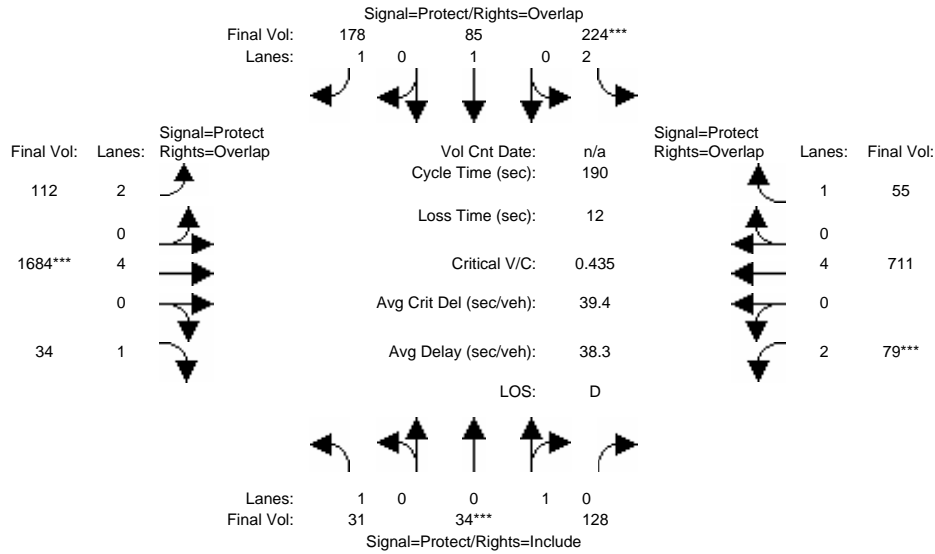 Signal=Protect/Rights=Overlap
Final Vol: 178 85 224***
Lanes: 1 0 1 0 2
Signal=Protect Signal=Protect
Final Vol: Lanes: Rights=Overlap Vol Cnt Date: n/a Rights=Overlap Lanes: Final Vol:
Cycle Time (sec): 190
112 2 1 55
Loss Time (sec): 12
0 0
1684*** 4 Critical V/C: 0.435 4 711
0 Avg Crit Del (sec/veh): 39.4 0
34 1 Avg Delay (sec/veh): 38.3 2 79***
LOS: D
Lanes: 1 0 0 1 0
Final Vol: 31 34*** 128
Signal=Protect/Rights=Include